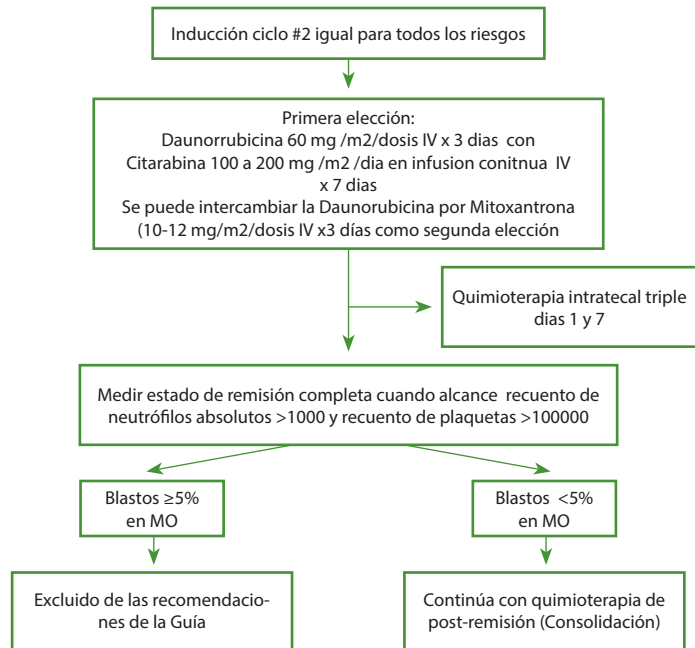 Inducción ciclo #2 igual para todos los riesgos
Primera elección:
Daunorrubicina 60 mg /m2/dosis IV x 3 dias con
Citarabina 100 a 200 mg /m2 /dia en infusion conitnua IV
x 7 dias
Se puede intercambiar la Daunorubicina por Mitoxantrona
(10-12 mg/m2/dosis IV x3 días como segunda elección
Quimioterapia intratecal triple
dias 1 y 7
Medir estado de remisión completa cuando alcance recuento de
neutrófilos absolutos >1000 y recuento de plaquetas >100000
Blastos ≥5%
en MO
Blastos <5%
en MO
Excluido de las recomendacio-
nes de la Guía
Continúa con quimioterapia de
post-remisión (Consolidación)